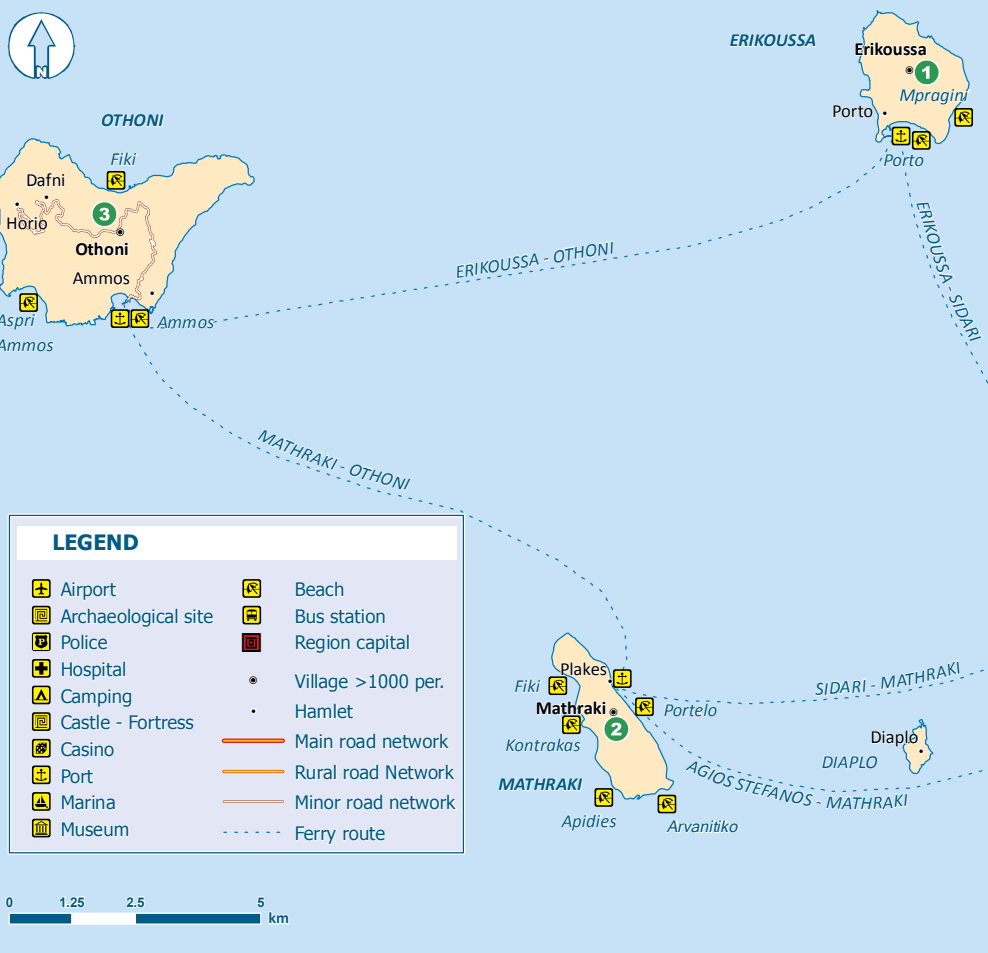 N
ERIKOUSSA
Erikoussa
1
Mpragini
Porto
Porto
OTHONI
Fiki
Dafni
3
Horio
Othoni
Ammos
Aspri
Ammos
Ammos
ERIKOUSSA - OTHONI
ERIKOUSSA - SIDARI
MATHRAKI - OTHONI
LEGEND
Airport
Archaeological site
Police
Hospital
Camping
Castle - Fortress
Casino
Port
Marina
Museum
Beach
Bus station
Region capital
Village >1000 per.
Hamlet
Main road network
Rural road Network
Minor road network
Ferry route
Plakes
Fiki
Mathraki
Portelo
2
Kontrakas
MATHRAKI
Apidies
Arvanitiko
SIDARI - MATHRAKI
Diaplo
DIAPLO
AGIOS STEFANOS - MATHRAKI
0 1.25 2.5 5
km